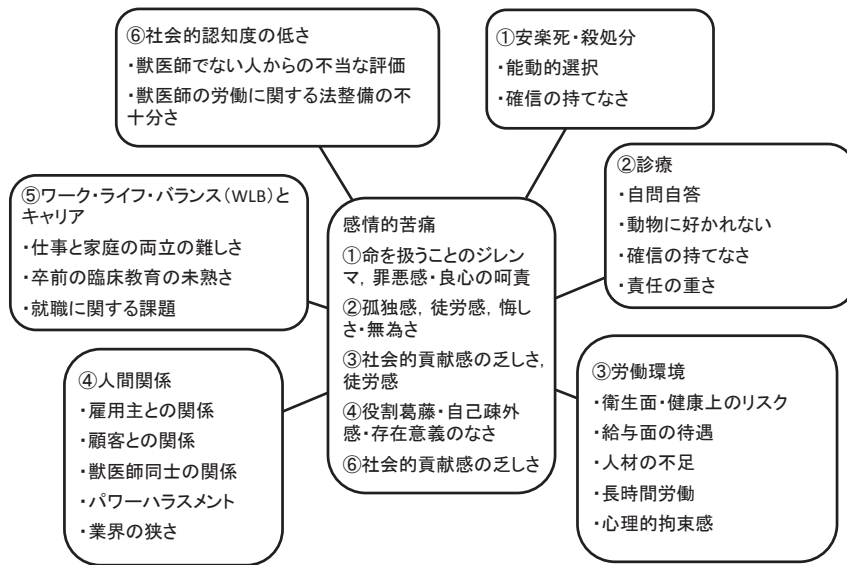 ⑥社会的認知度の低さ
・獣医師でない人からの不当な評価
・獣医師の労働に関する法整備の不
十分さ
①安楽死・殺処分
・能動的選択
・確信の持てなさ
②診療
・自問自答
・動物に好かれない
・確信の持てなさ
・責任の重さ
⑤ワーク・ライフ・バランス（WLB）と
キャリア
・仕事と家庭の両立の難しさ
・卒前の臨床教育の未熟さ
・就職に関する課題
感情的苦痛
①命を扱うことのジレン
マ，罪悪感・良心の呵責
②孤独感，徒労感，悔し
さ・無為さ
③社会的貢献感の乏しさ，
徒労感
④役割葛藤・自己疎外
感・存在意義のなさ
⑥社会的貢献感の乏しさ
③労働環境
・衛生面・健康上のリスク
・給与面の待遇
・人材の不足
・長時間労働
・心理的拘束感
④人間関係
・雇用主との関係
・顧客との関係
・獣医師同士の関係
・パワーハラスメント
・業界の狭さ